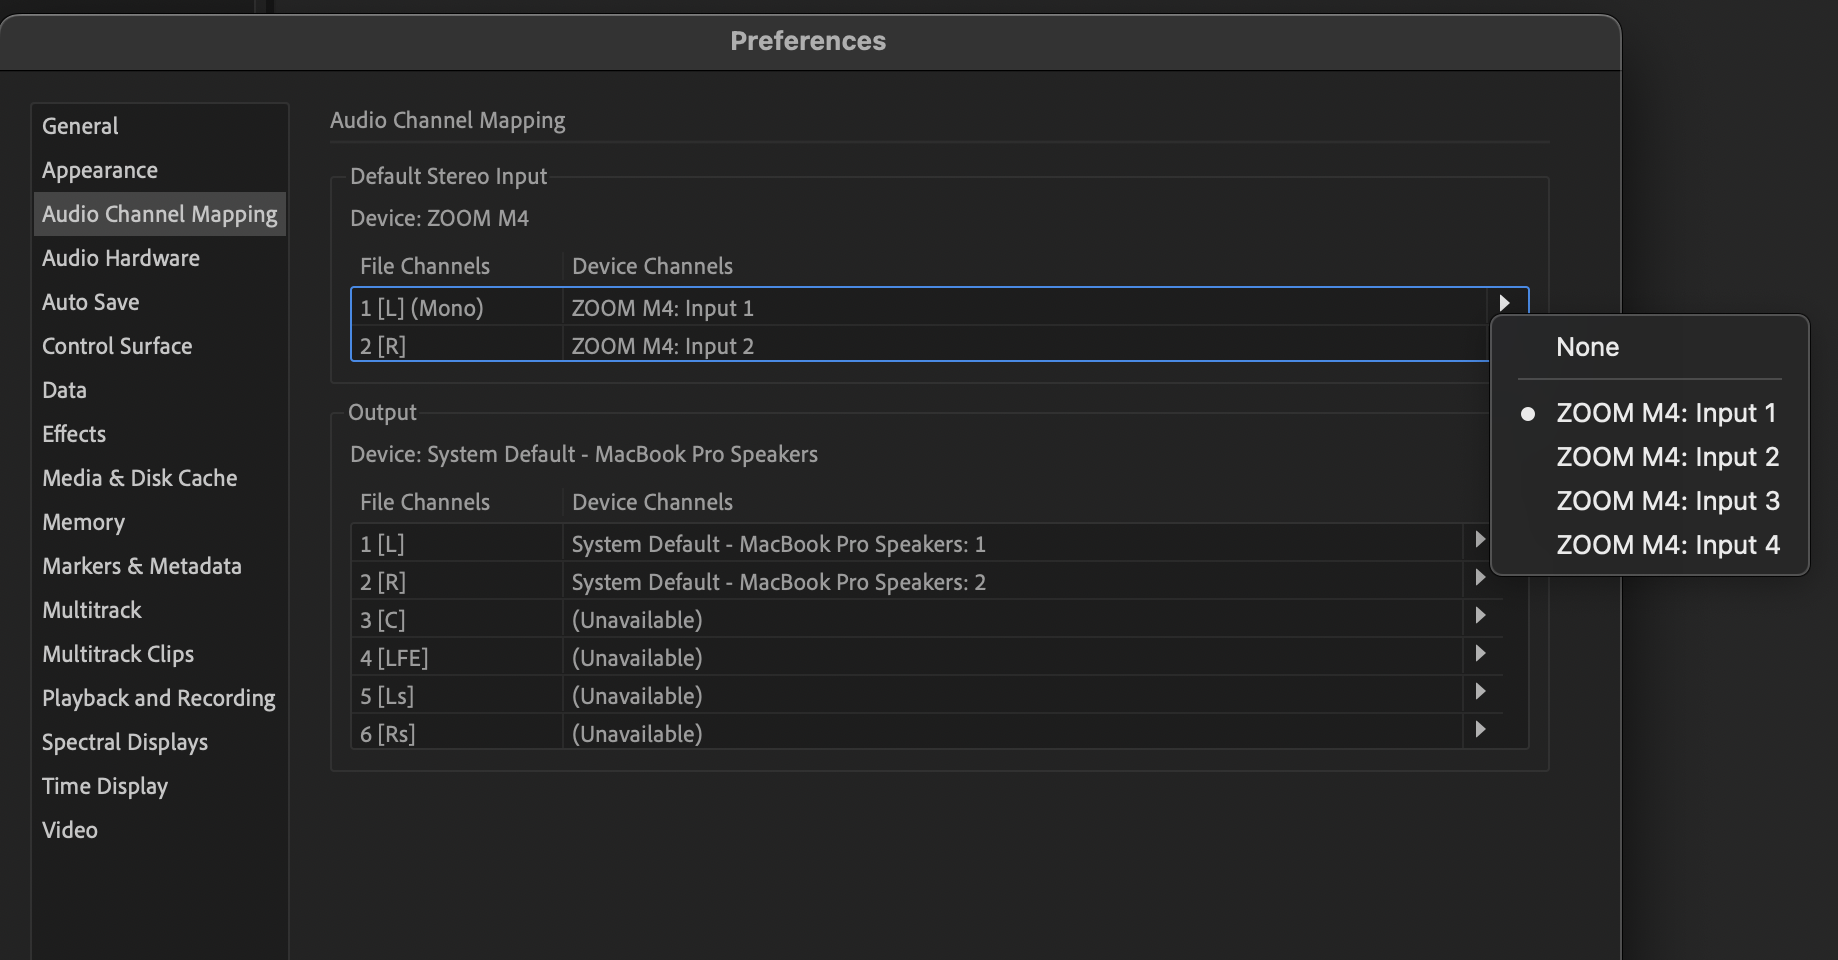 Preferences
General
Appearance
Audio Channel Mapping
Audio Hardware
Auto Save
Control Surface
Data
Effects
Media & Disk Cache
Memory
Markers & Metadata
Multitrack
Multitrack Clips
Playback and Recording
Spectral Displays
Time Display
Video
Audio Channel Mapping
Default Stereo Input
Device: ZOOM M4
File Channels Device Channels
1 [L] (Mono) ZOOM M4: Input 1
2 [R] ZOOM M4: Input 2
Output
Device: System Default - MacBook Pro Speakers
File Channels Device Channels
1 [L] System Default - MacBook Pro Speakers: 1
2 [R] System Default - MacBook Pro Speakers: 2
3 [C] (Unavailable)
4 [LFE] (Unavailable)
5 [Ls] (Unavailable)
6 [Rs] (Unavailable)
None
ZOOM M4: Input 1
ZOOM M4: Input 2
ZOOM M4: Input 3
ZOOM M4: Input 4